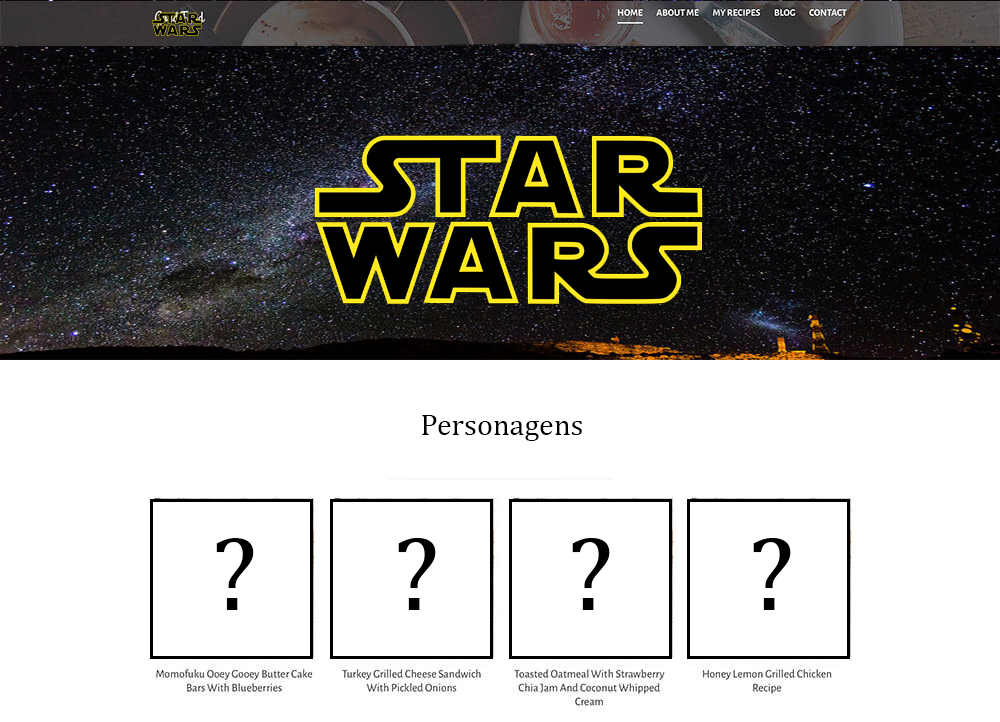 STAR
WARS
HOME ABOUT ME MY RECIPES BLOG CONTACT
STAR
WARS
Personagens
? ? ? ?
Momofuku Ooey Gooey Butter Cake
Bars With Blueberries
Turkey Grilled Cheese Sandwich
With Pickled Onions
Toasted Oatmeal With Strawberry
Chia Jam And Coconut Whipped
Cream
Honey Lemon Grilled Chicken
Recipe